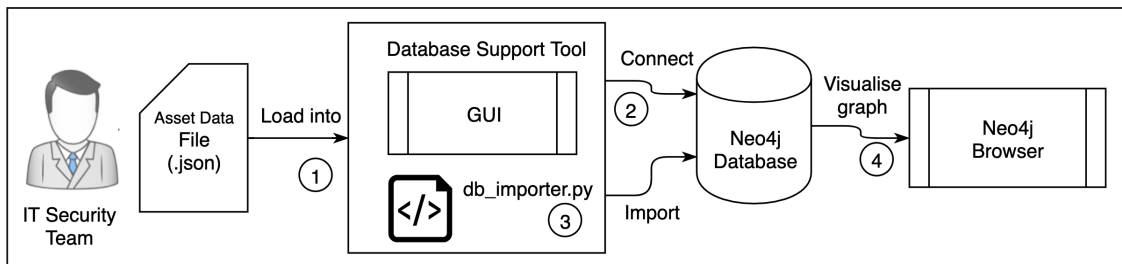 IT Security
Team
Asset Data
File
(.json)
Load into
1
Database Support Tool
GUI
</>
db_importer.py
3
Connect
2
Import
Neo4j
Database
Visualise
graph
4
Neo4j
Browser